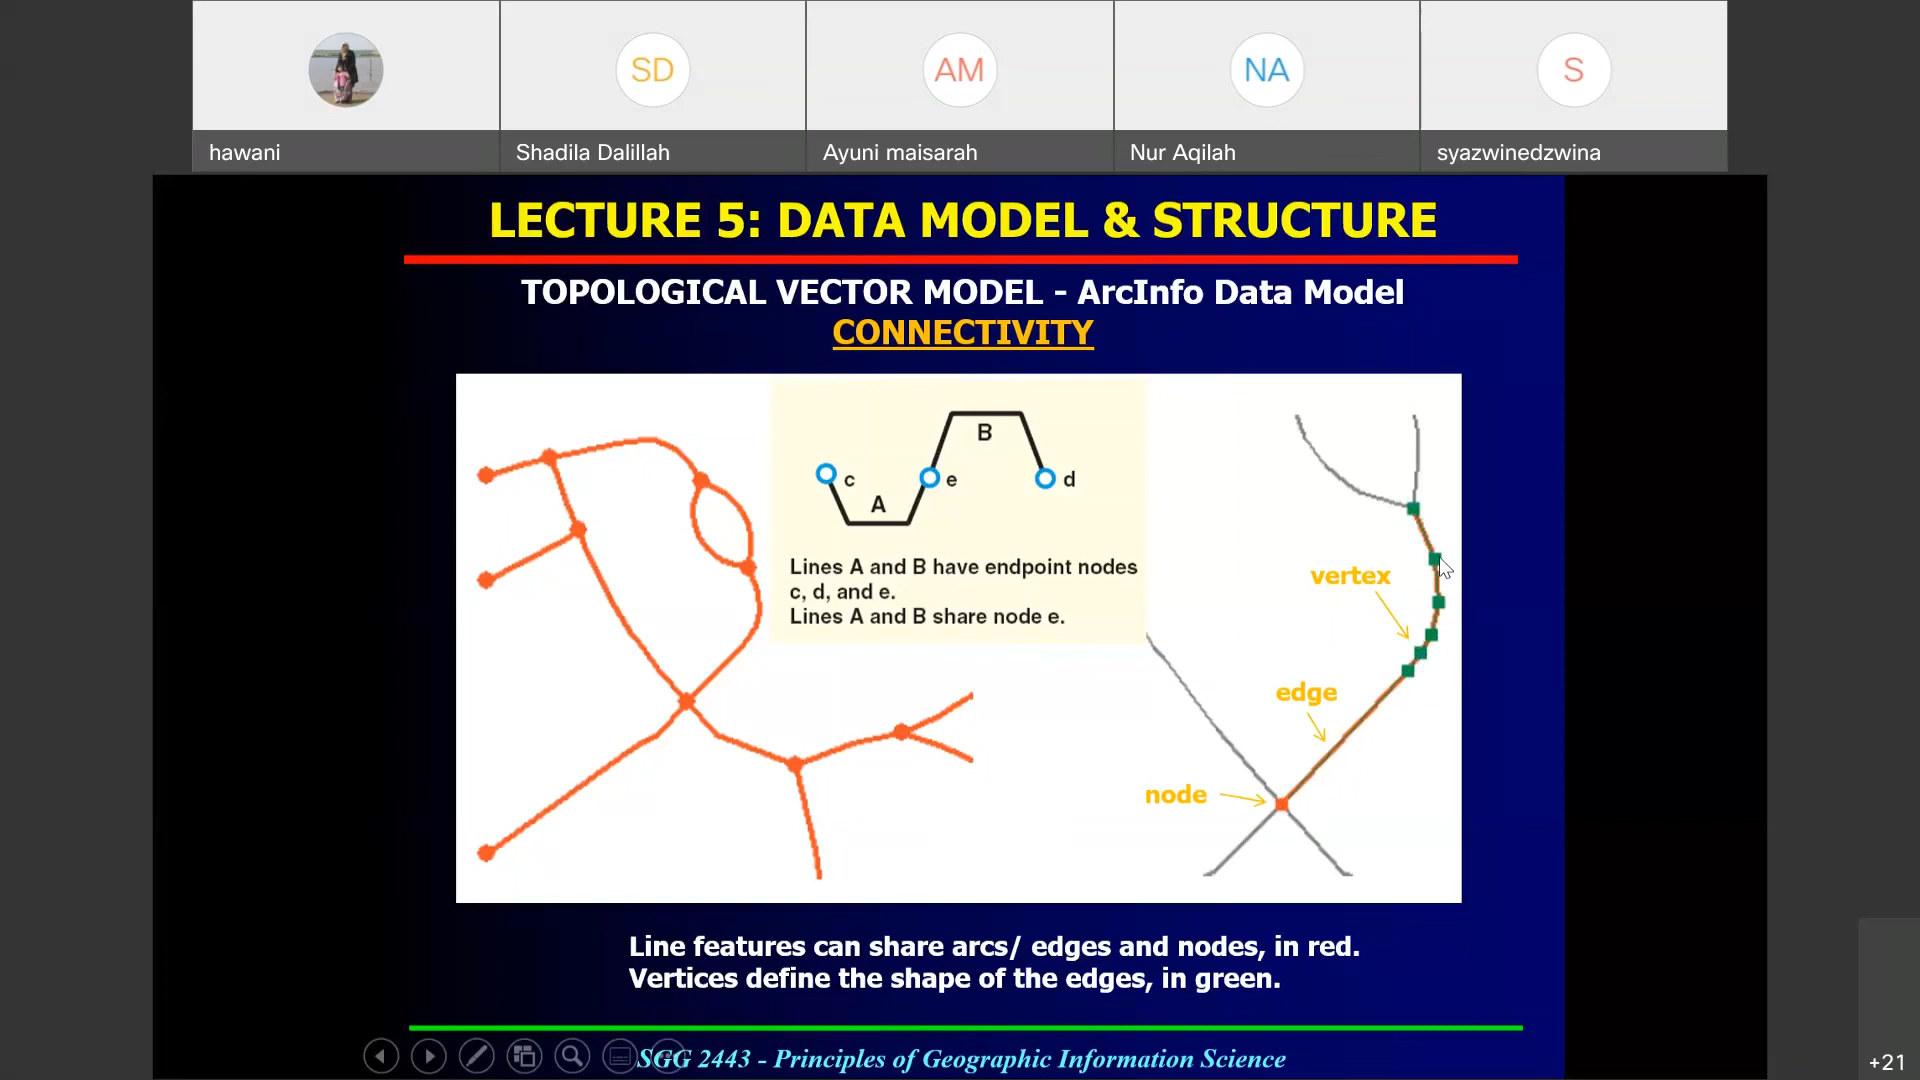 SD
AM
NA
S
hawani
Shadila Dalillah
Ayuni maisarah
Nur Aqilah
syazwinedzwina
LECTURE 5: DATA MODEL & STRUCTURE
TOPOLOGICAL VECTOR MODEL - ArcInfo Data Model
CONNECTIVITY
B
c
e
d
A
Lines A and B have endpoint nodes
c, d, and e.
Lines A and B share node e.
vertex
edge
node
Line features can share arcs/ edges and nodes, in red.
Vertices define the shape of the edges, in green.
SGG 2443 - Principles of Geographic Information Science
+21